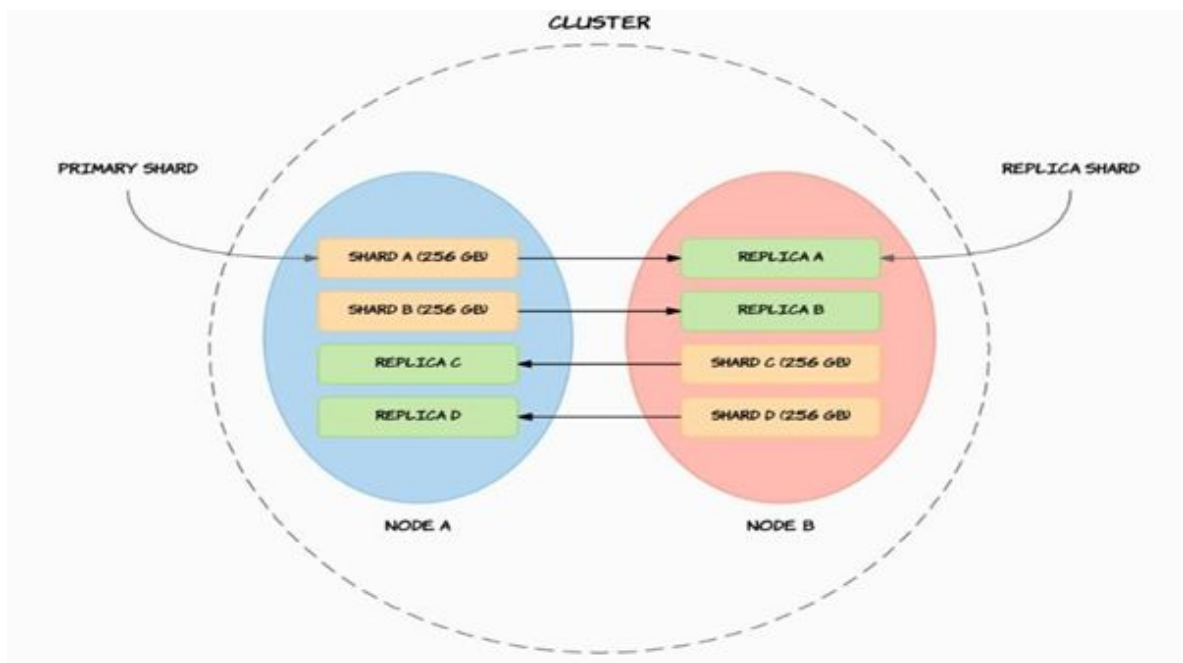 CLUSTER
PRIMARY SHARD
REPLICA SHARD
SHARD A (256 GB)
REPLICA A
SHARD B (256 GB)
REPLICA B
REPLICA C
SHARD C (256 GB)
REPLICA D
SHARD D (256 GB)
NODE A
NODE B